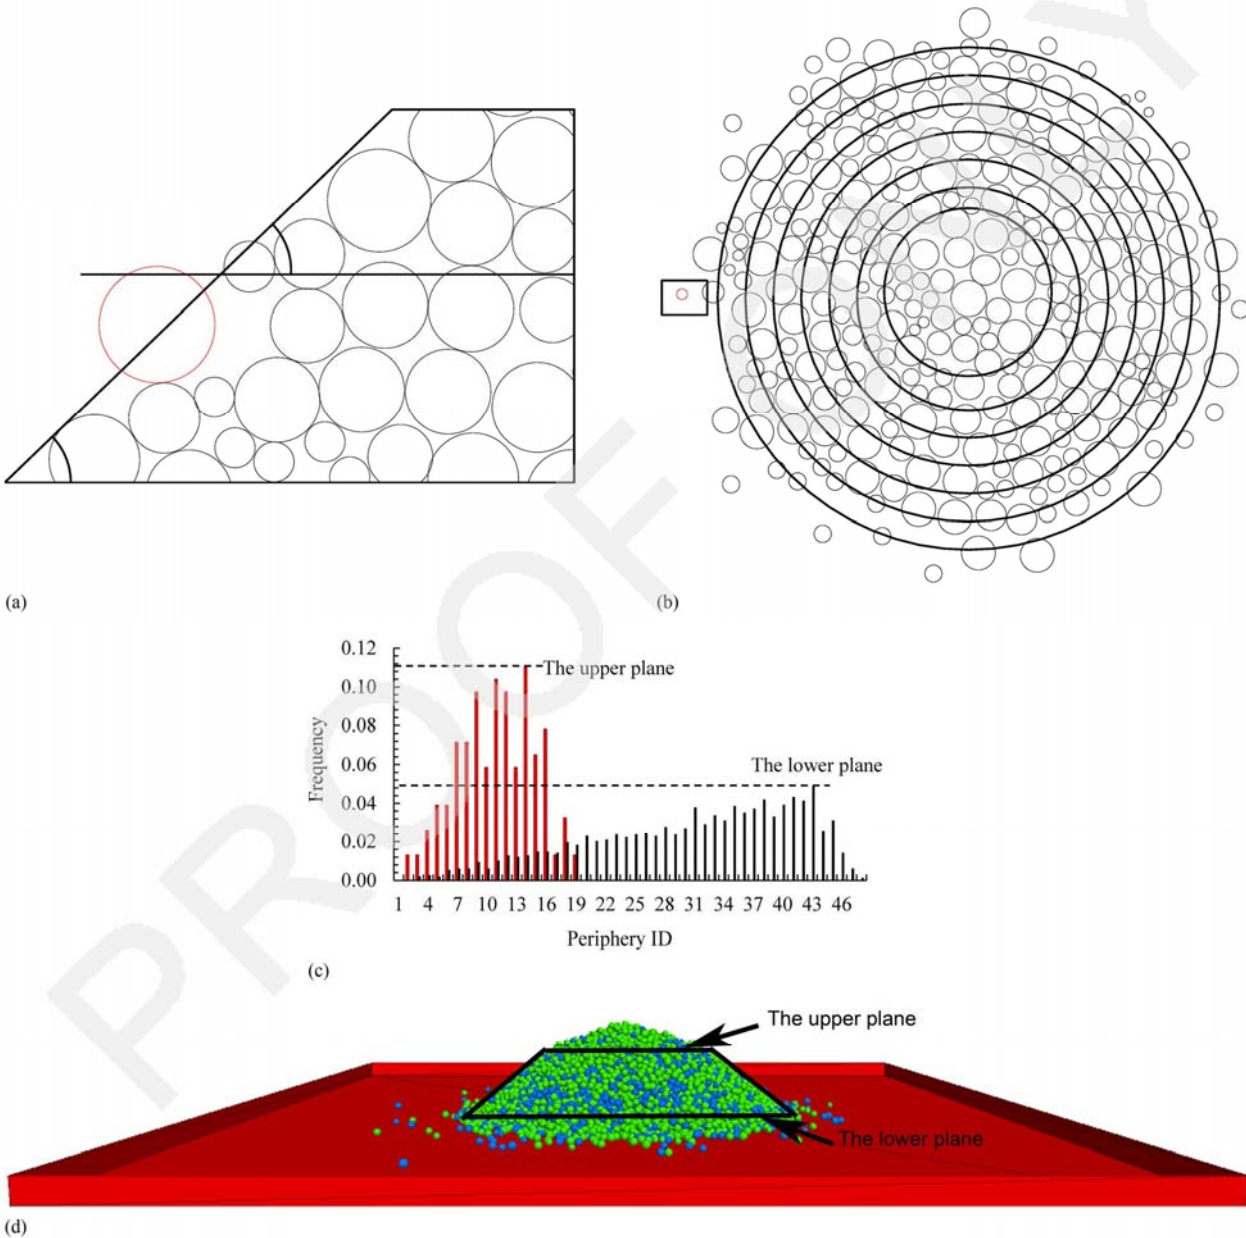 (a)
(b)
0.12
0.10
0.08
0.06
0.04
0.02
0.00
Frequency
The upper plane
The lower plane
1 4 7 10 13 16 19 22 25 28 31 34 37 40 43 46
Periphery ID
(c)
The upper plane
The lower plane
(d)
PROOF ONLY